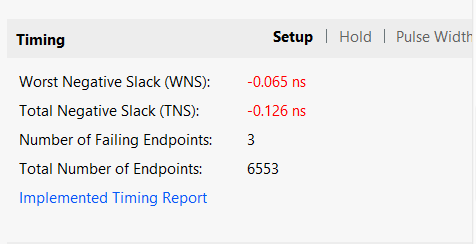 Timing Setup | Hold | Pulse Width
Worst Negative Slack (WNS): -0.065 ns
Total Negative Slack (TNS): -0.126 ns
Number of Failing Endpoints: 3
Total Number of Endpoints: 6553
Implemented Timing Report